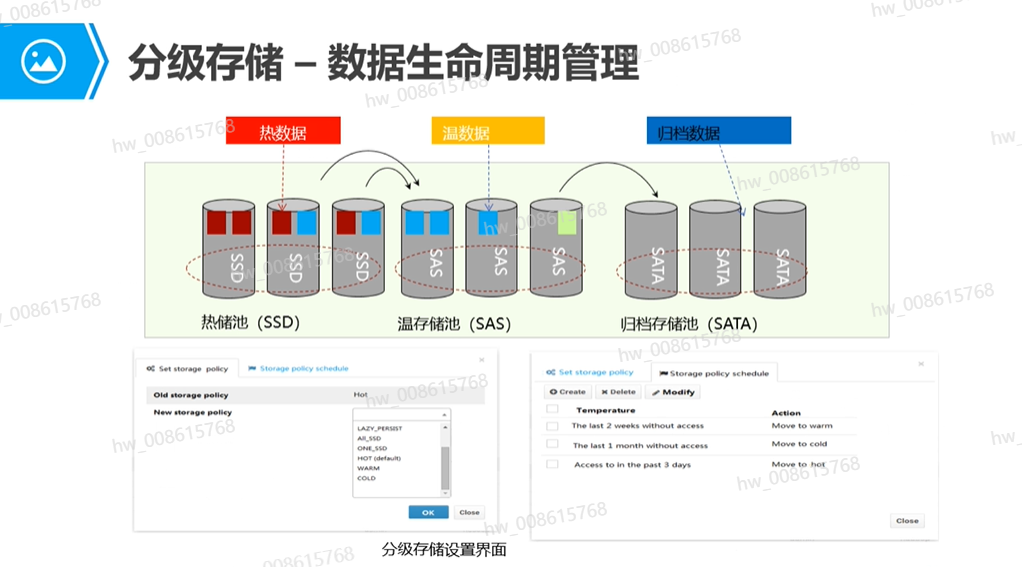 分级存储 – 数据生命周期管理
热数据
温数据
归档数据
SSD
SSD
SSD
SAS
SAS
SAS
SATA
SATA
SATA
热储池（SSD）
温存储池（SAS）
归档存储池（SATA）
Set storage policy
Storage policy schedule
Old storage policy
Hot
New storage policy
LAZY_PERSIST
All_SSD
ONE_SSD
HOT (default)
WARM
COLD
OK
Close
Set storage policy
Storage policy schedule
Create
Delete
Modify
Temperature
Action
The last 2 weeks without access
Move to warm
The last 1 month without access
Move to cold
Access to in the past 3 days
Move to hot
Close
分级存储设置界面
hw_008615768